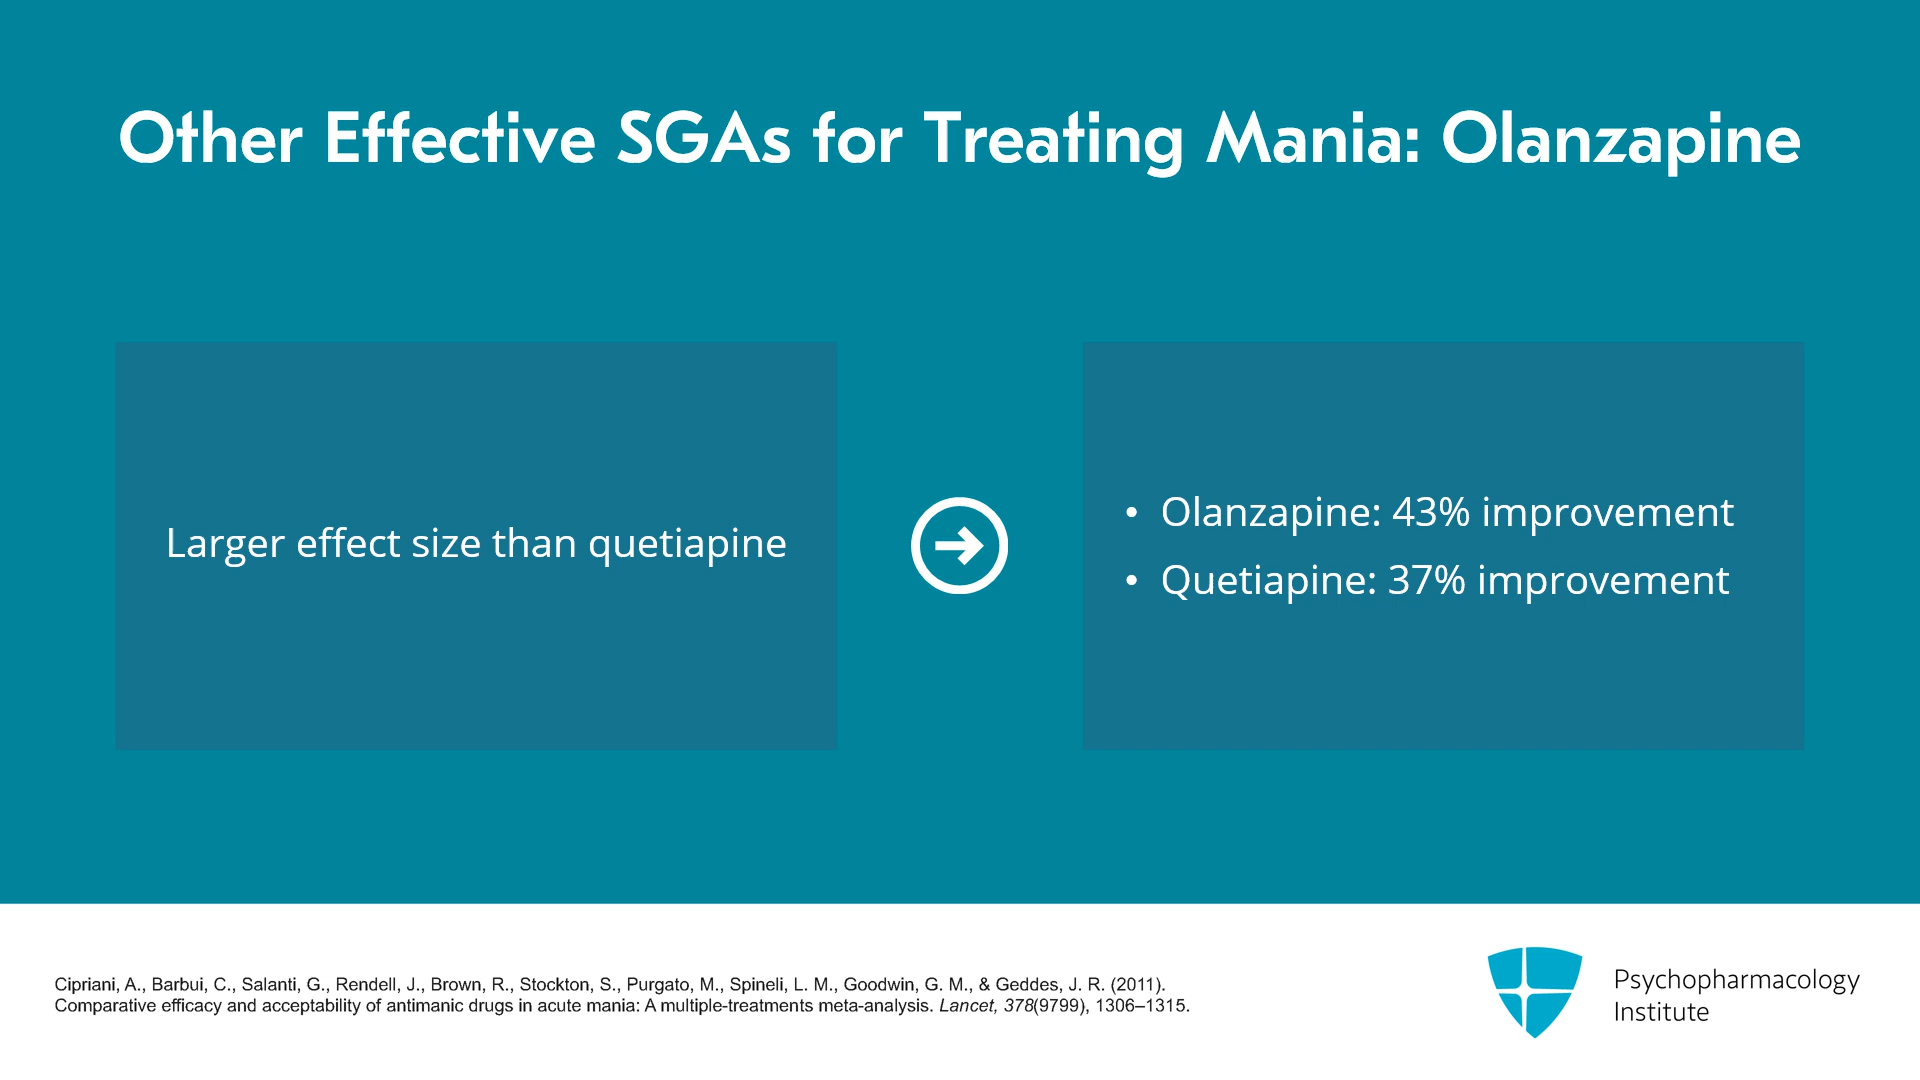 Other Effective SGAs for Treating Mania: Olanzapine
Larger effect size than quetiapine
• Olanzapine: 43% improvement
• Quetiapine: 37% improvement
Cipriani, A., Barbui, C., Salanti, G., Rendell, J., Brown, R., Stockton, S., Purgato, M., Spineli, L. M., Goodwin, G. M., & Geddes, J. R. (2011).
Comparative efficacy and acceptability of antimanic drugs in acute mania: A multiple-treatments meta-analysis. Lancet, 378(9799), 1306–1315.
Psychopharmacology
Institute